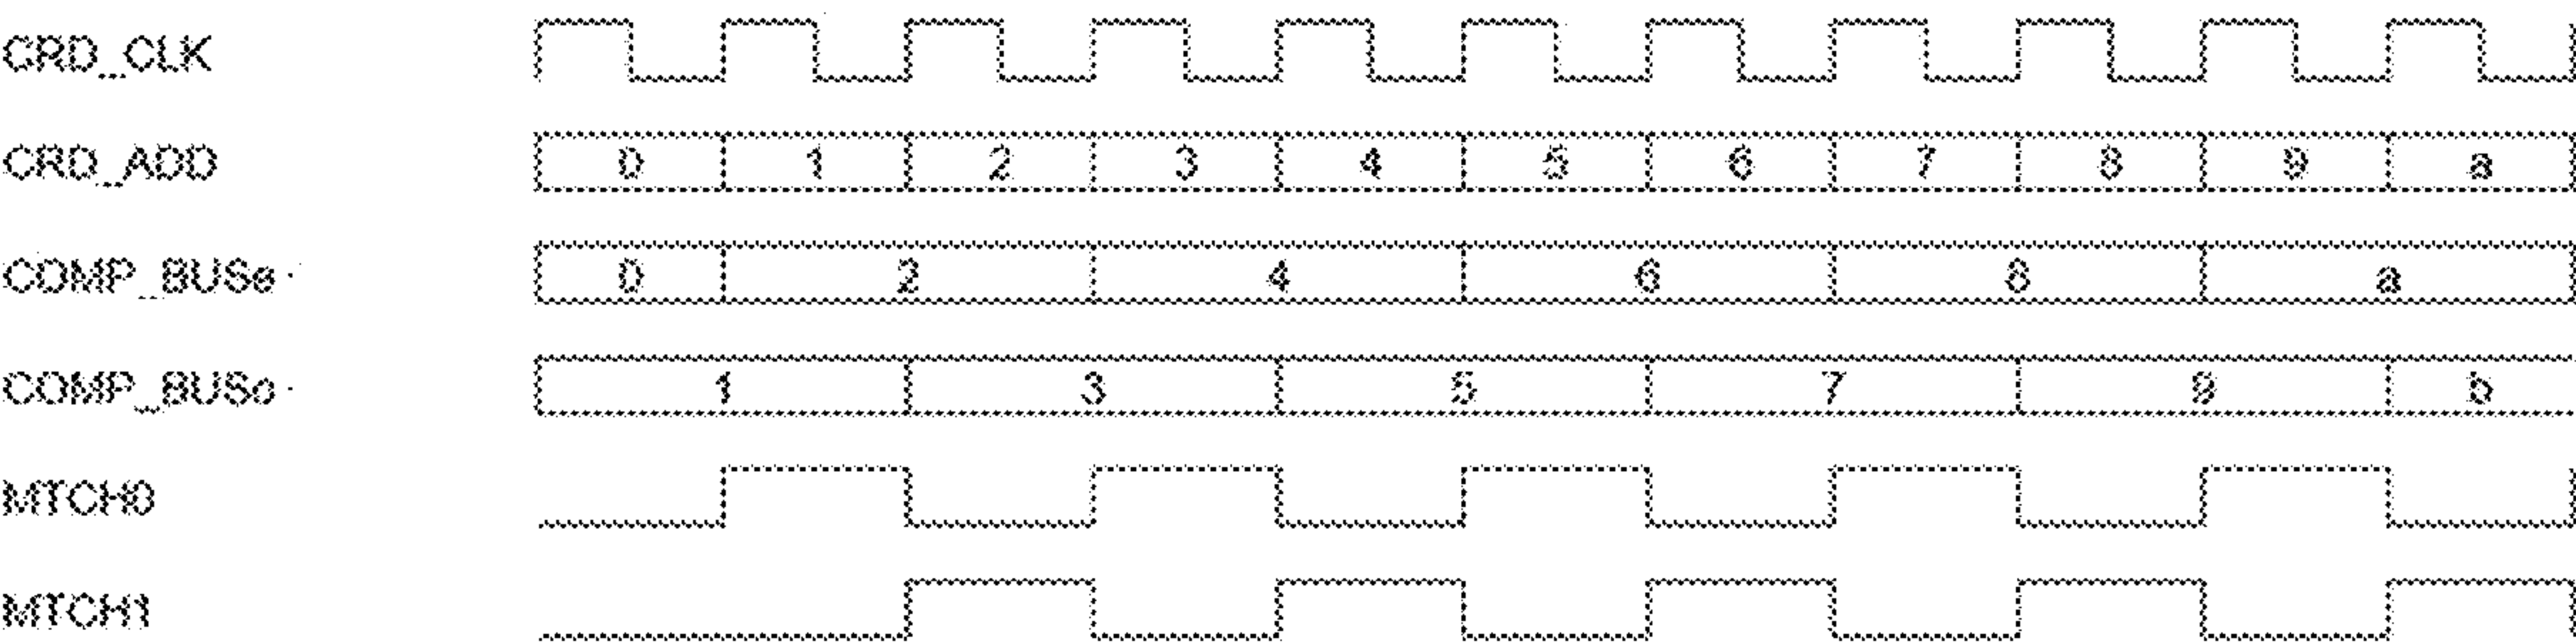 CRD_CLK
CRD_ADD 0 1 2 3 4 5 6 7 8 9 a
COMP_BUSe 0 2 4 6 8 a
COMP_BUSo 1 3 5 7 9 b
MTCH0
MTCH1